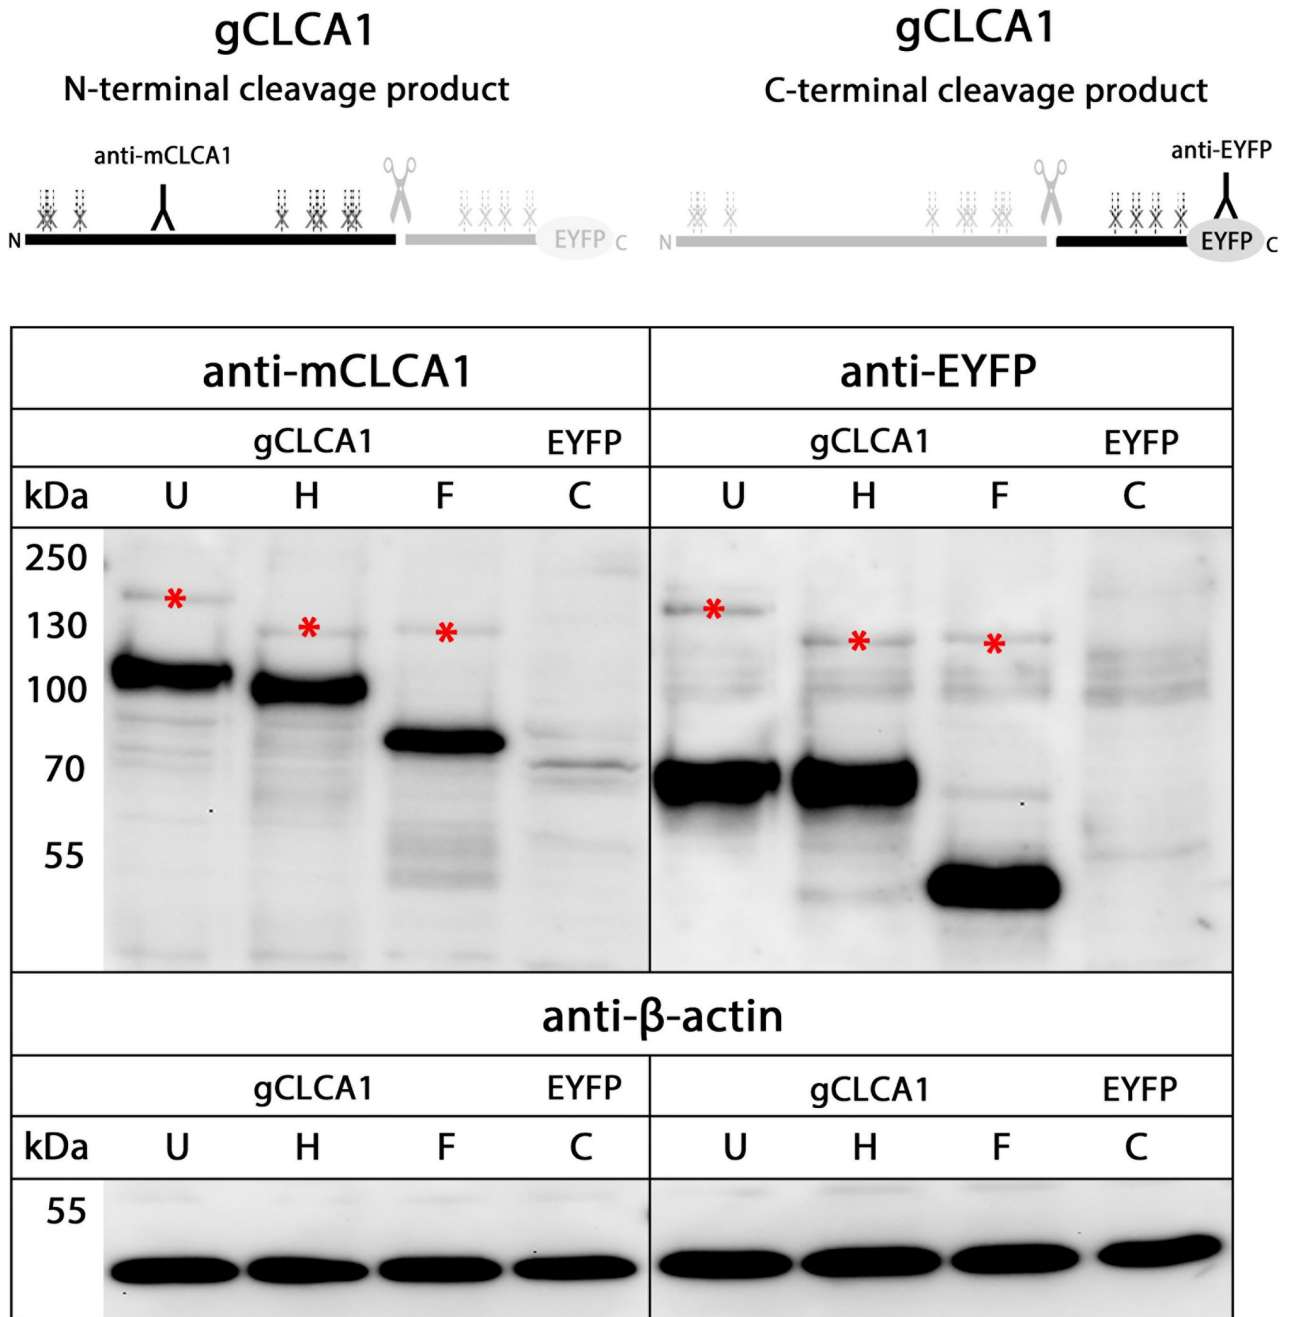 gCLCA1
N-terminal cleavage product
anti-mCLCA1
N EYFP C
gCLCA1
C-terminal cleavage product
anti-EYFP
N EYFP C
anti-mCLCA1 anti-EYFP
gCLCA1 EYFP gCLCA1 EYFP
kDa U H F C U H F C
250
130
100
70
55
* * * * * *
anti-β-actin
gCLCA1 EYFP gCLCA1 EYFP
kDa U H F C U H F C
55